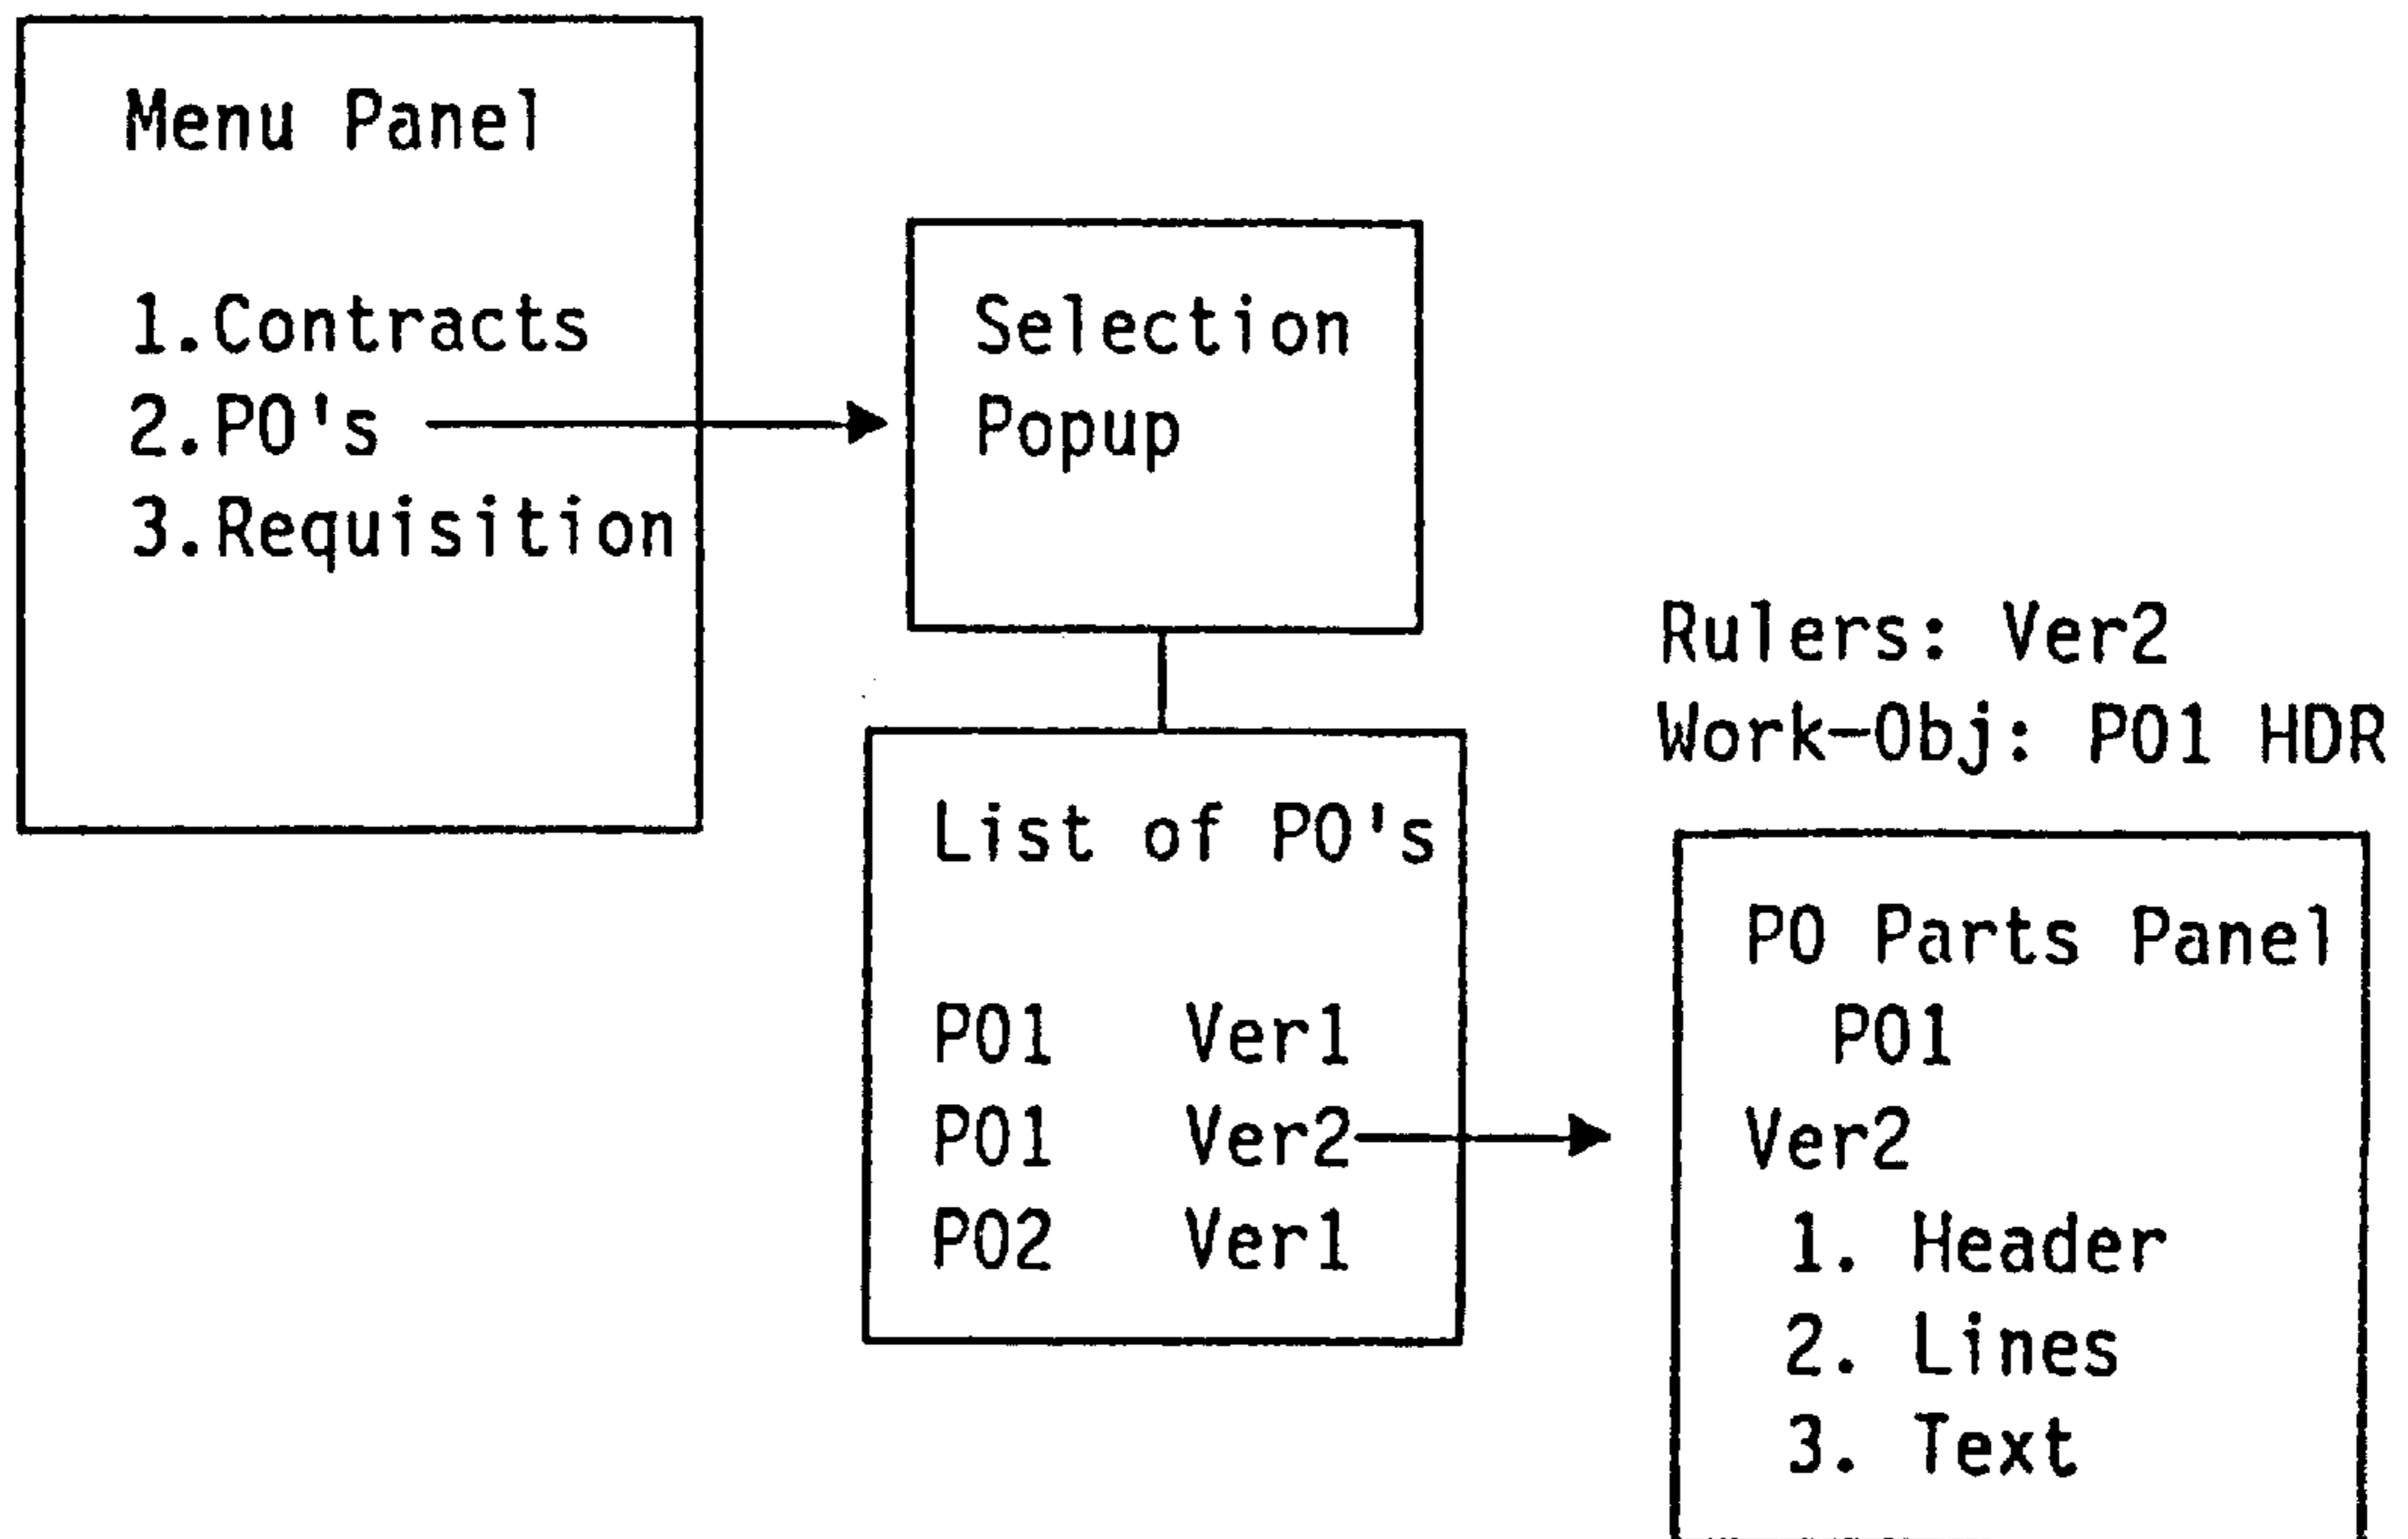 Menu Panel
1.Contracts
2.PO's
3.Requisition
Selection
Popup
List of PO's
PO1 Ver1
PO1 Ver2
PO2 Ver1
Rulers: Ver2
Work-Obj: PO1 HDR
PO Parts Panel
PO1
Ver2
1. Header
2. Lines
3. Text